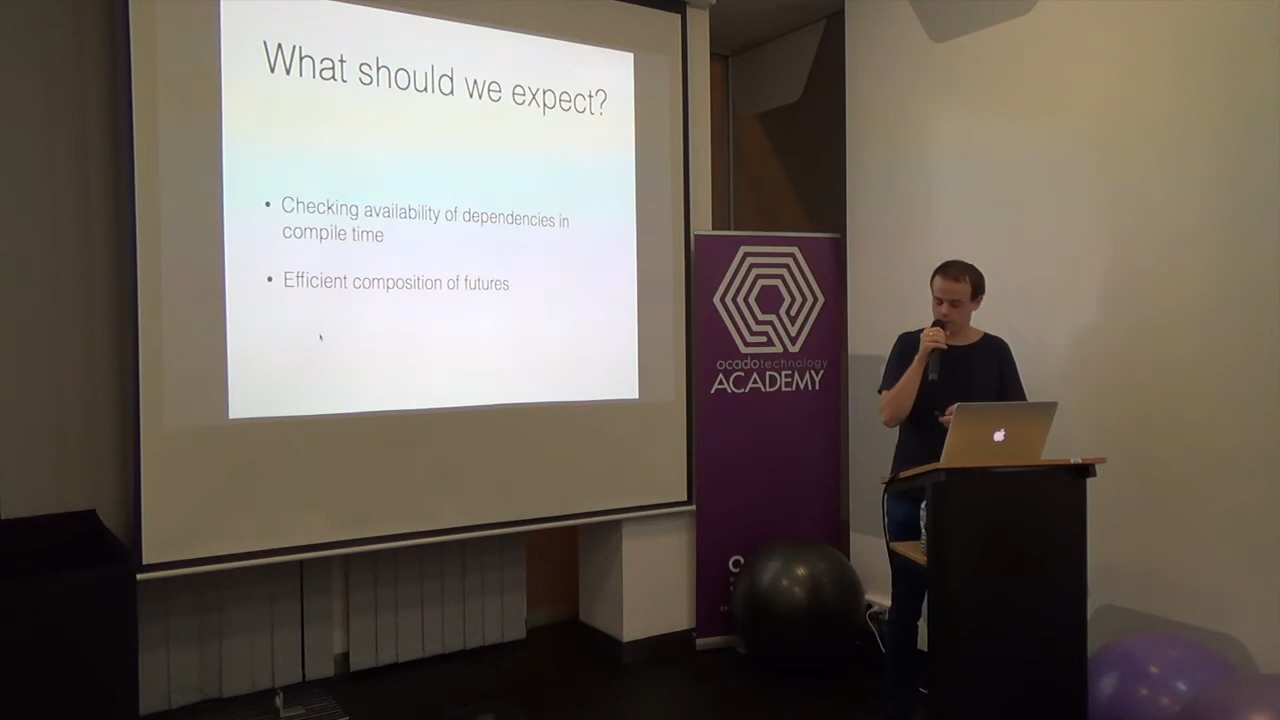 What should we expect?
• Checking availability of dependencies in
compile time
• Efficient composition of futures
ocadotechnology
ACADEMY